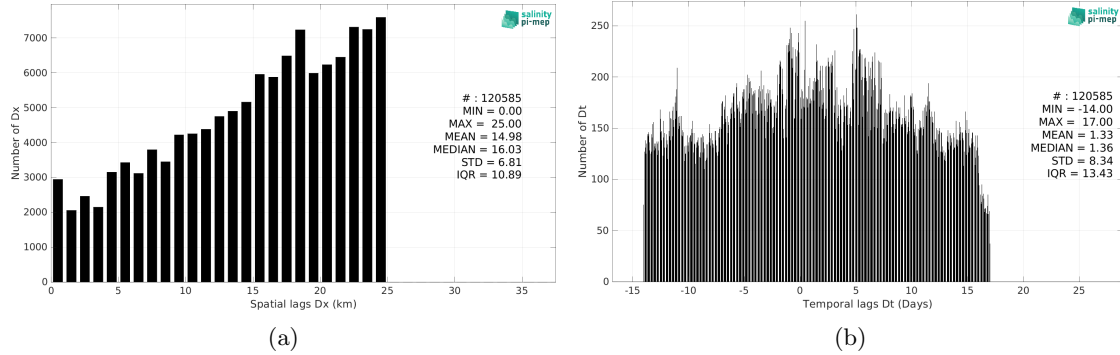 salinity
pi-mep
Number of Dx
7000
6000
5000
4000
3000
2000
1000
0
# : 120585
MIN = 0.00
MAX = 25.00
MEAN = 14.98
MEDIAN = 16.03
STD = 6.81
IQR = 10.89
0 5 10 15 20 25 30 35
Spatial lags Dx (km)
(a)
salinity
pi-mep
Number of Dt
250
200
150
100
50
0
# : 120585
MIN = -14.00
MAX = 17.00
MEAN = 1.33
MEDIAN = 1.36
STD = 8.34
IQR = 13.43
-15 -10 -5 0 5 10 15 20 25
Temporal lags Dt (Days)
(b)